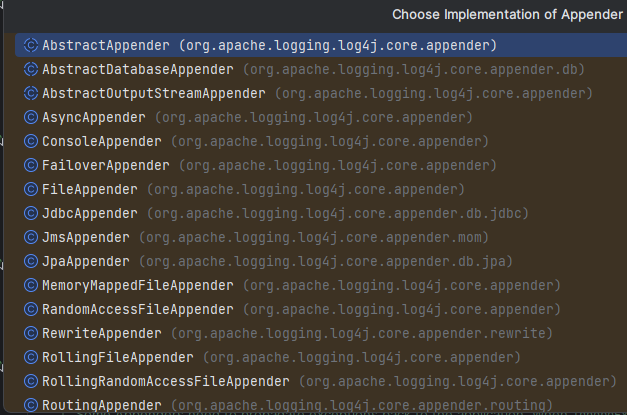 Choose Implementation of Appender
AbstractAppender (org.apache.logging.log4j.core.appender)
AbstractDatabaseAppender (org.apache.logging.log4j.core.appender.db)
AbstractOutputStreamAppender (org.apache.logging.log4j.core.appender)
AsyncAppender (org.apache.logging.log4j.core.appender)
ConsoleAppender (org.apache.logging.log4j.core.appender)
FailoverAppender (org.apache.logging.log4j.core.appender)
FileAppender (org.apache.logging.log4j.core.appender)
JdbcAppender (org.apache.logging.log4j.core.appender.db.jdbc)
JmsAppender (org.apache.logging.log4j.core.appender.mom)
JpaAppender (org.apache.logging.log4j.core.appender.db.jpa)
MemoryMappedFileAppender (org.apache.logging.log4j.core.appender)
RandomAccessFileAppender (org.apache.logging.log4j.core.appender)
RewriteAppender (org.apache.logging.log4j.core.appender.rewrite)
RollingFileAppender (org.apache.logging.log4j.core.appender)
RollingRandomAccessFileAppender (org.apache.logging.log4j.core.appender)
RoutingAppender (org.apache.logging.log4j.core.appender.routing)